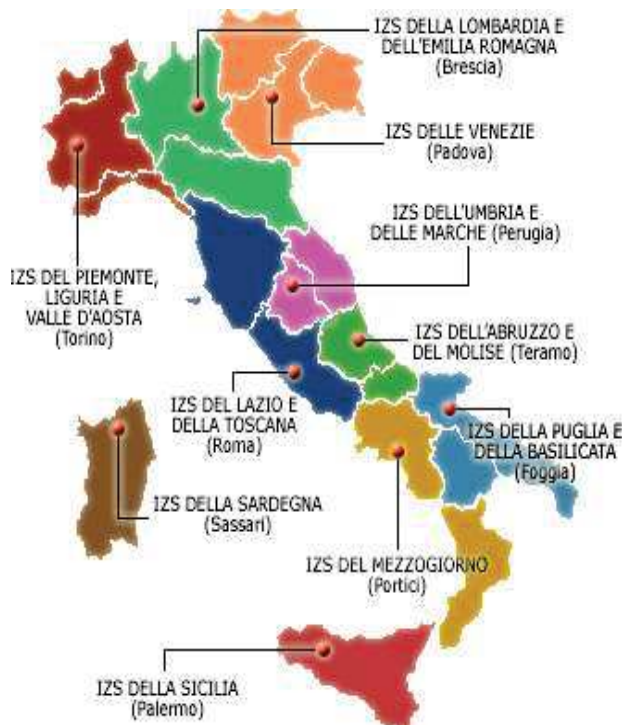 IZS DELLA LOMBARDIA E
DELL'EMILIA ROMAGNA
(Brescia)
IZS DELLE VENEZIE
(Padova)
IZS DELL'UMBRIA E
DELLE MARCHE (Perugia)
IZS DEL PIEMONTE,
LIGURIA E
VALLE D'AOSTA
(Torino)
IZS DELL'ABRUZZO E
DEL MOLISE (Teramo)
IZS DEL LAZIO E
DELLA TOSCANA
(Roma)
IZS DELLA PUGLIA E
DELLA BASILICATA
(Foggia)
IZS DELLA SARDEGNA
(Sassari)
IZS DEL MEZZOGIORNO
(Portici)
IZS DELLA SICILIA
(Palermo)